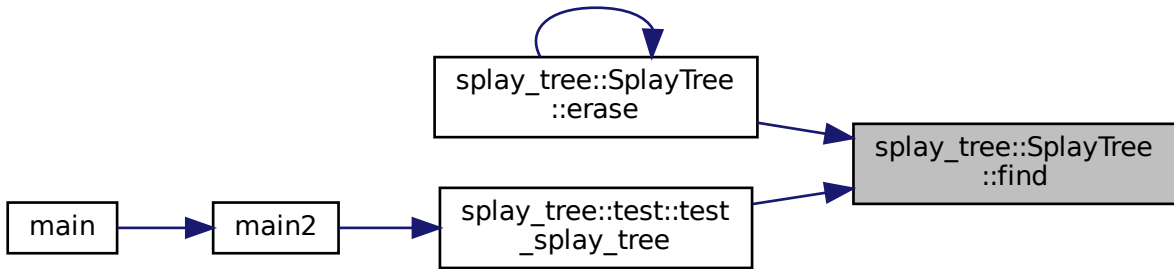 splay_tree::SplayTree
::erase
splay_tree::SplayTree
::find
main
main2
splay_tree::test::test
_splay_tree